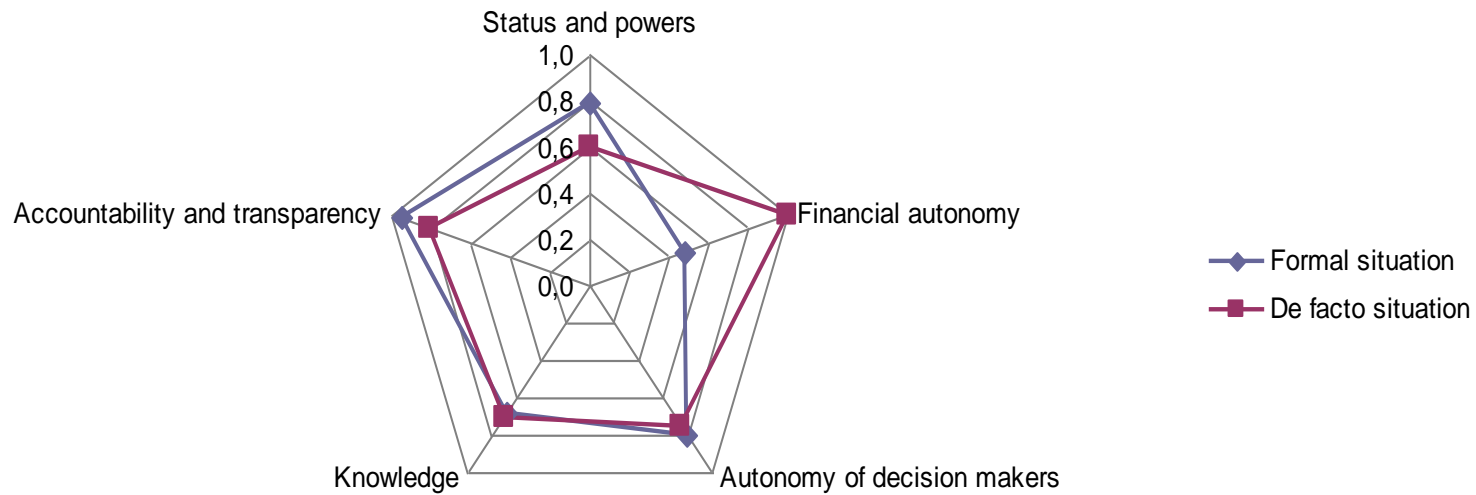 Status and powers
1,0
0,8
0,6
0,4
0,2
0,0
Accountability and transparency
Financial autonomy
Knowledge
Autonomy of decision makers
Formal situation
De facto situation